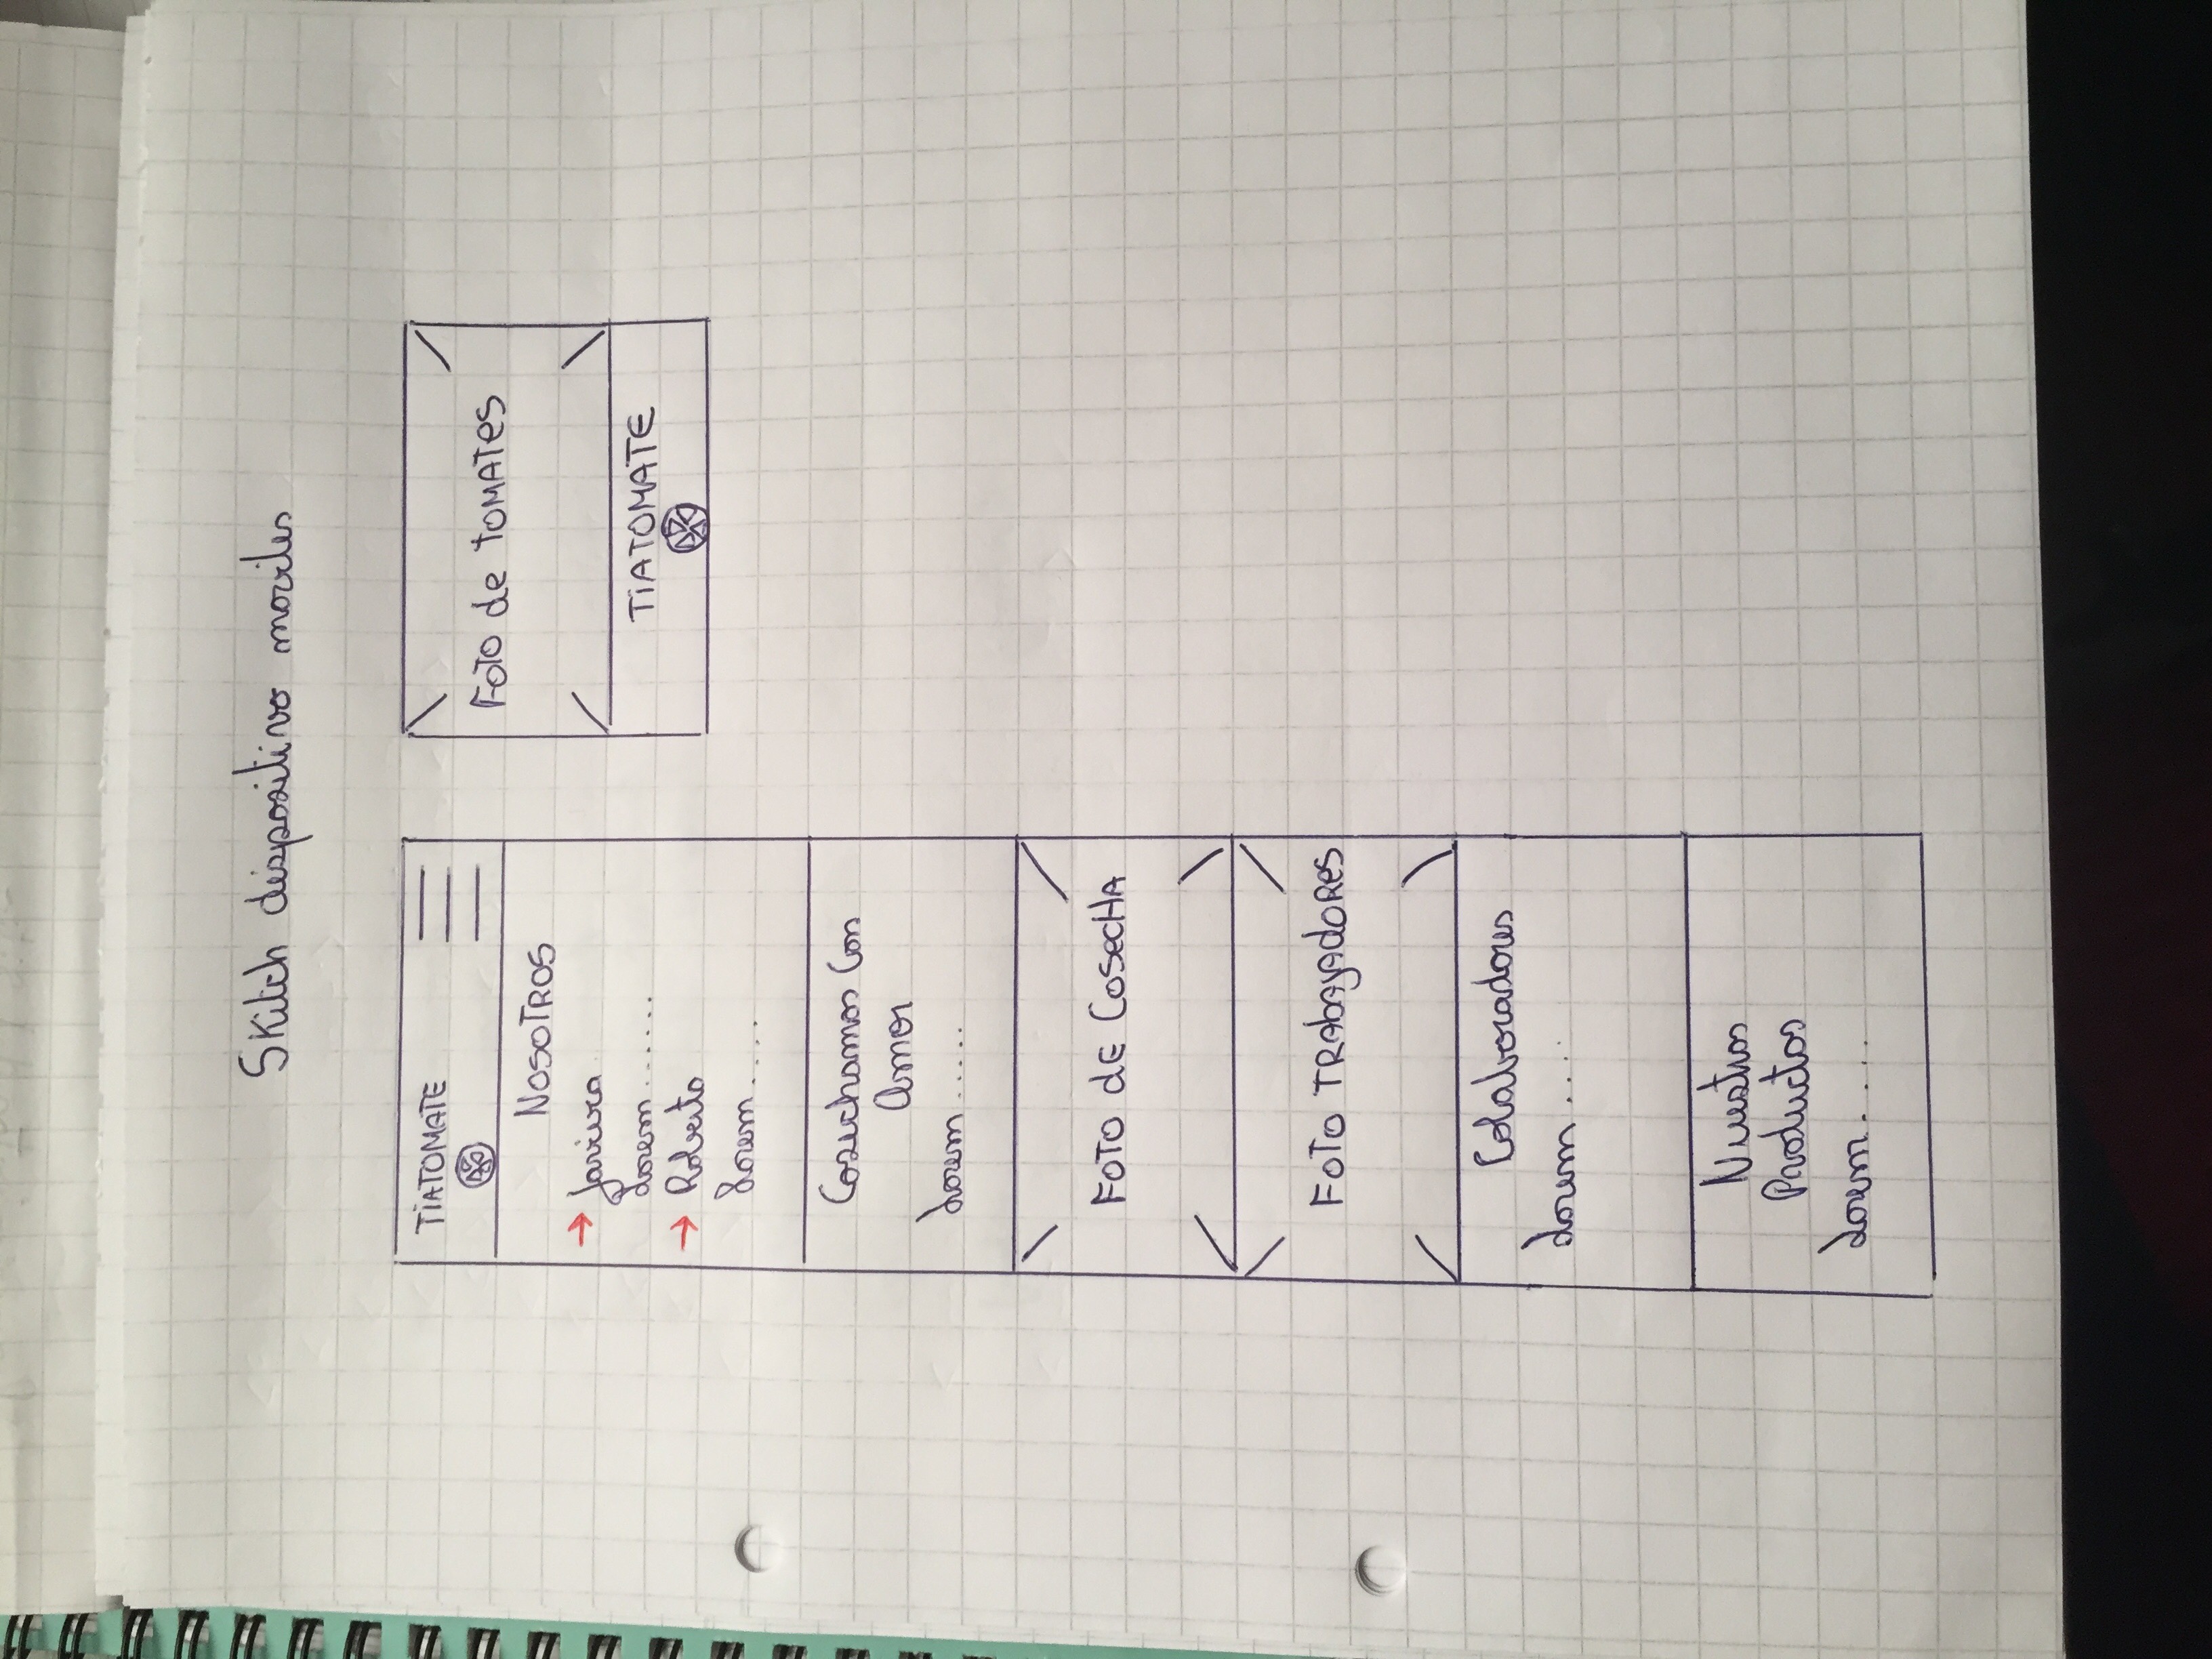 Skitch dispositivo moviles
TiATOMATE
NOSOTROS
→ Javiera
Lorem ......
→ Roberto
Lorem ....
Cosechamos Con
Amor
Lorem .....
FOTO dE COSECHA
FOTO TRAbAjAdORes
Colaboradores
Lorem ....
Nuestros
Productos
Lorem.....
FOTO de TOMATeS
TiATOMATE